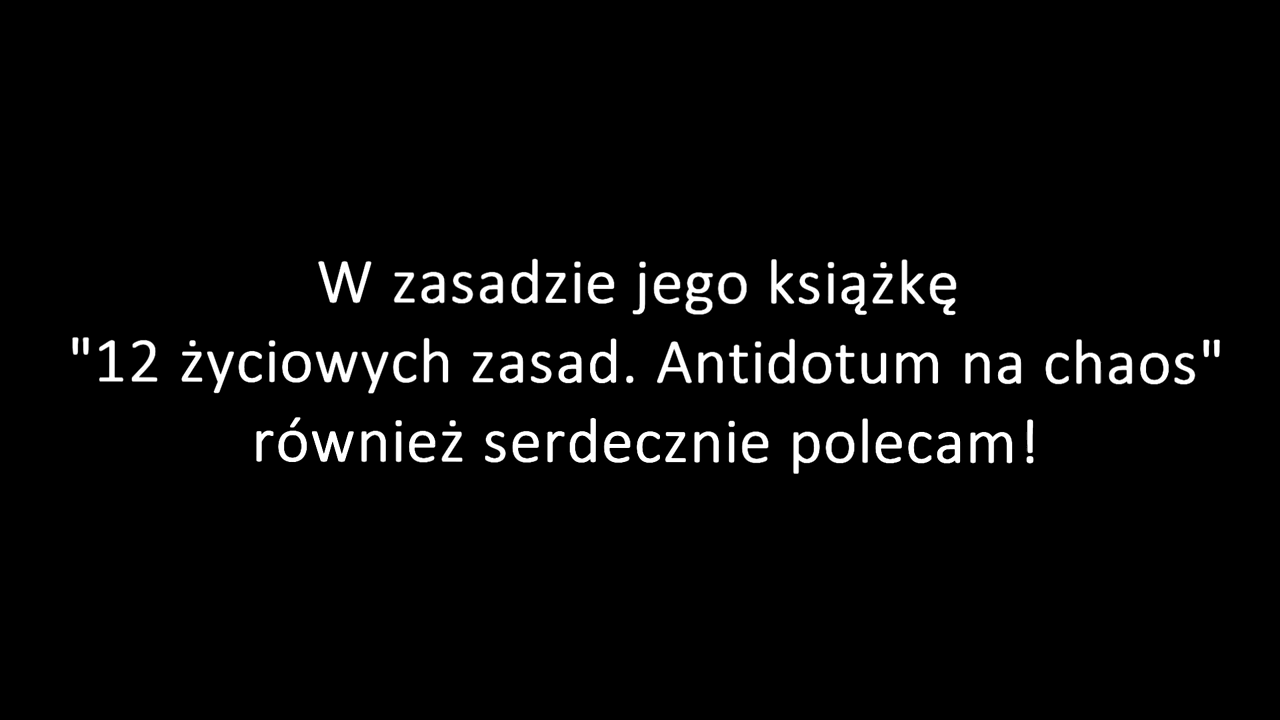 W zasadzie jego książkę
"12 życiowych zasad. Antidotum na chaos"
również serdecznie polecam!